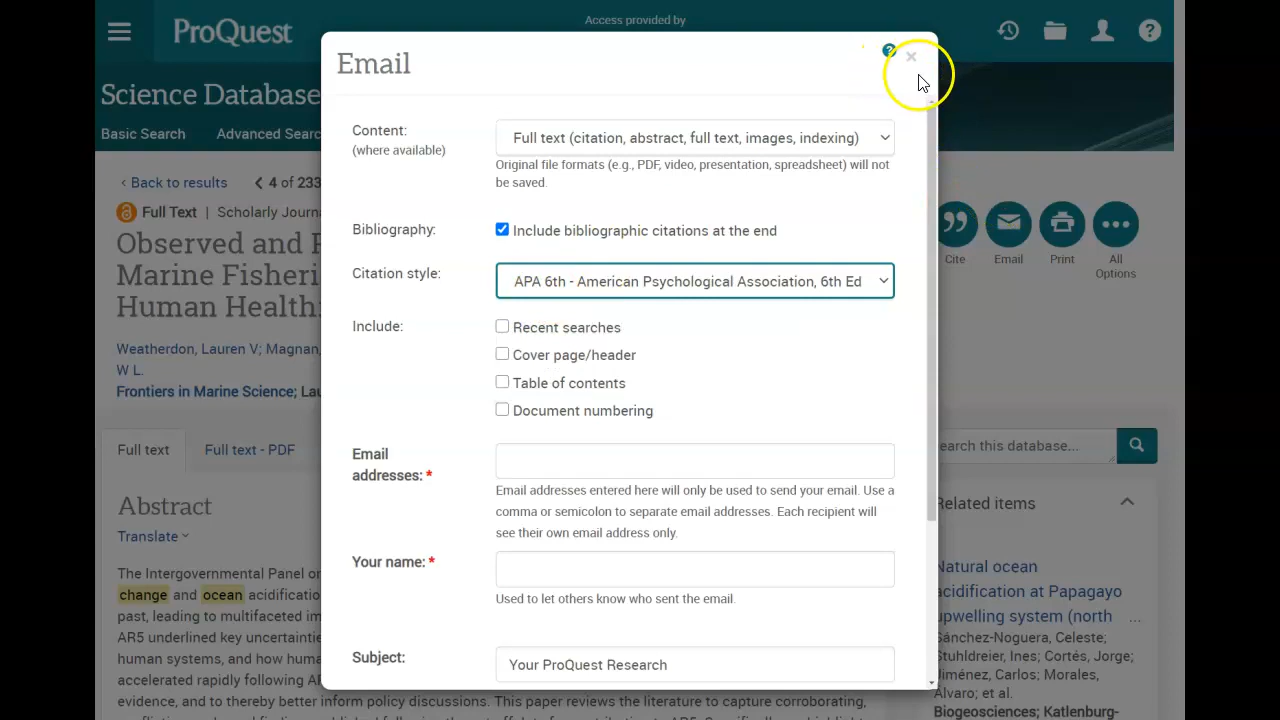 Access provided by
ProQuest
?
Science Database
Basic Search
Advanced Searc
Email
?
×
Content:
(where available)
Full text (citation, abstract, full text, images, indexing)
Original file formats (e.g., PDF, video, presentation, spreadsheet) will not
be saved.
Bibliography:
Include bibliographic citations at the end
Citation style:
APA 6th - American Psychological Association, 6th Ed
Include:
Recent searches
Cover page/header
Table of contents
Document numbering
Email
addresses: *
Email addresses entered here will only be used to send your email. Use a
comma or semicolon to separate email addresses. Each recipient will
see their own email address only.
Your name: *
Used to let others know who sent the email.
Subject:
Your ProQuest Research
‹ Back to results
4 of 233
Full Text | Scholarly Journa
Observed and
Marine Fisheri
Human Health
Weatherdon, Lauren V; Magnan,
W L.
Frontiers in Marine Science; Lau
Full text
Full text - PDF
Abstract
Translate
The Intergovernmental Panel on
change and ocean acidification
past, leading to multifaceted im
AR5 underlined key uncertaintie
human systems, and how huma
accelerated rapidly following AR
evidence, and to thereby better inform policy discussions. This paper reviews the literature to capture corroborating,
Cite
Email
Print
All
Options
earch this database...
Related items
Natural ocean
acidification at Papagayo
upwelling system (north ...
Sánchez-Noguera, Celeste;
Stuhldreier, Ines; Cortés, Jorge;
Jiménez, Carlos; Morales,
Álvaro; et al.
Biogeosciences; Katlenburg-